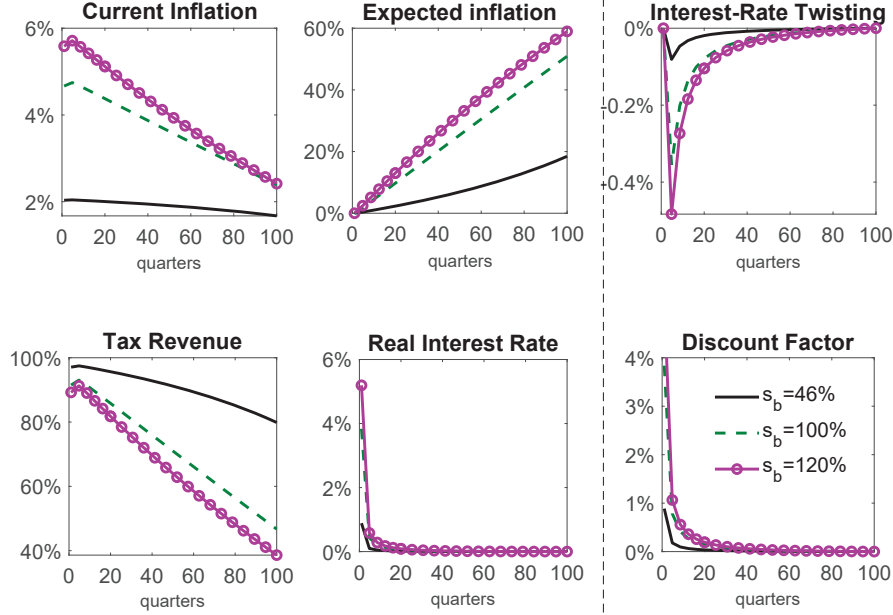 Current Inflation
6%
4%
2%
0 20 40 60 80 100
quarters
Expected inflation
60%
40%
20%
0%
0 20 40 60 80 100
quarters
Interest-Rate Twisting
0%
-0.2%
-0.4%
0 20 40 60 80 100
quarters
Tax Revenue
100%
80%
60%
40%
0 20 40 60 80 100
quarters
Real Interest Rate
6%
4%
2%
0%
0 20 40 60 80 100
quarters
Discount Factor
4%
3%
2%
1%
0%
s_b=46%
s_b=100%
s_b=120%
0 20 40 60 80 100
quarters